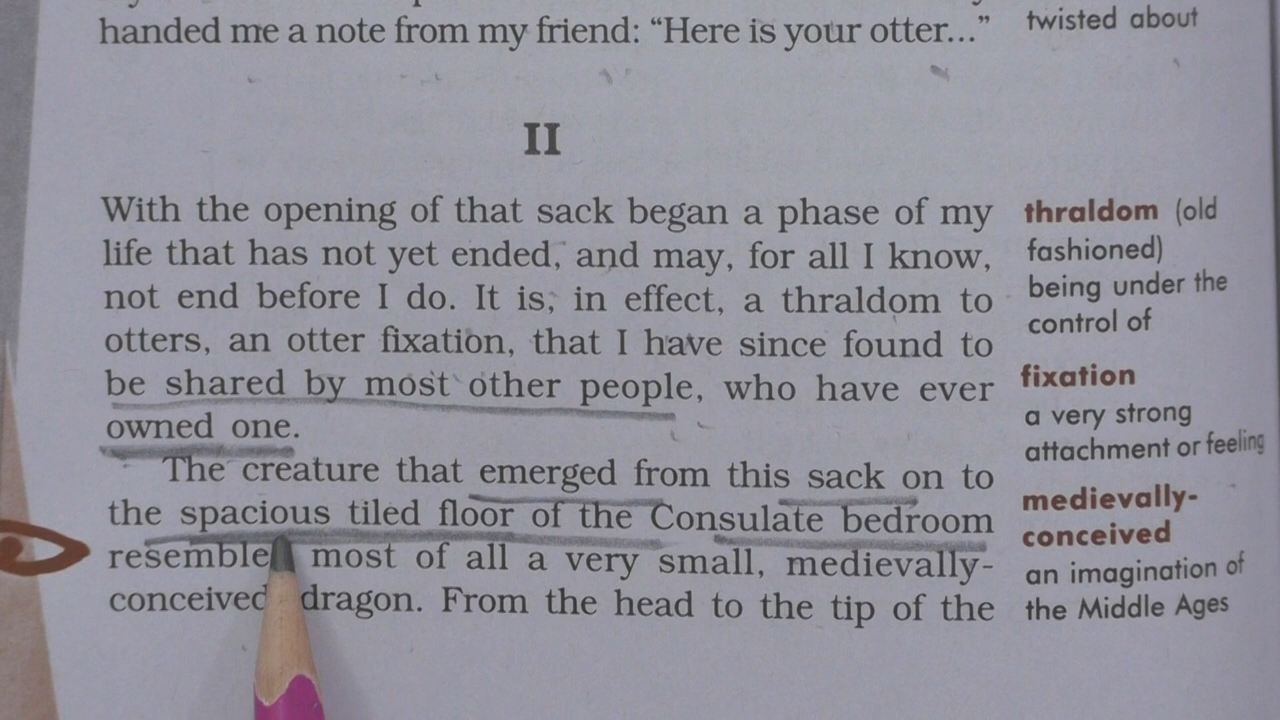 handed me a note from my friend: “Here is your otter...”
II
With the opening of that sack began a phase of my
life that has not yet ended, and may, for all I know,
not end before I do. It is, in effect, a thraldom to
otters, an otter fixation, that I have since found to
be shared by most other people, who have ever
owned one.
The creature that emerged from this sack on to
the spacious tiled floor of the Consulate bedroom
resemble most of all a very small, medievally-
conceived dragon. From the head to the tip of the
twisted about
thraldom (old
fashioned)
being under the
control of
fixation
a very strong
attachment or feeling
medievally-
conceived
an imagination of
the Middle Ages